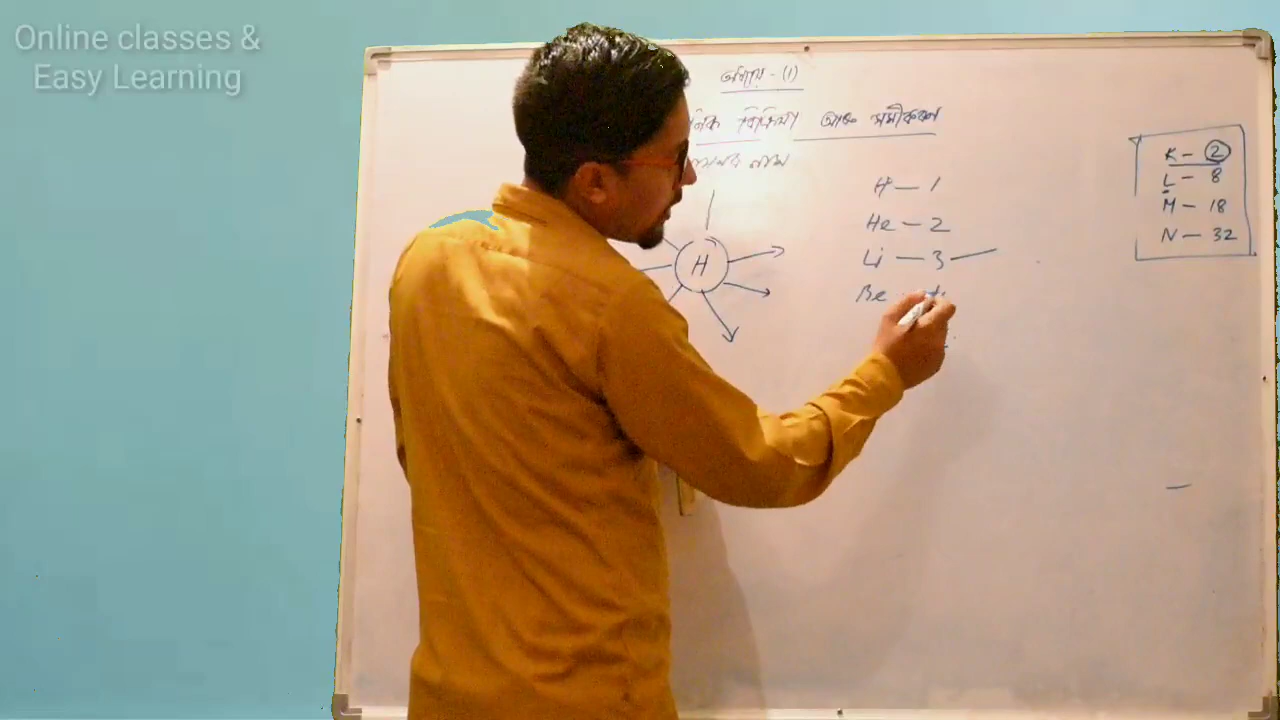 Online classes &
Easy Learning
অধ্যায় - (1)
বিক্ৰিয়া আৰু সমীকৰণ
H — 1
He — 2
Li — 3 —
Be
H
K — 2
L — 8
M — 18
N — 32